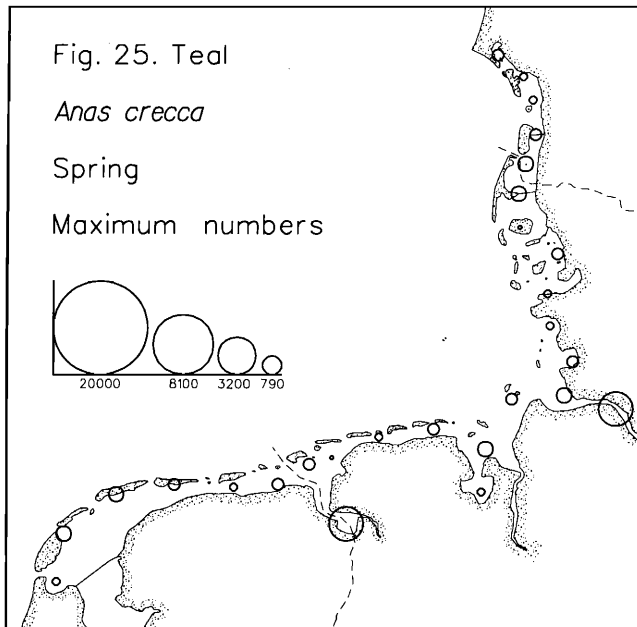 Fig. 25. Teal
Anas crecca
Spring
Maximum numbers
20000 8100 3200 790